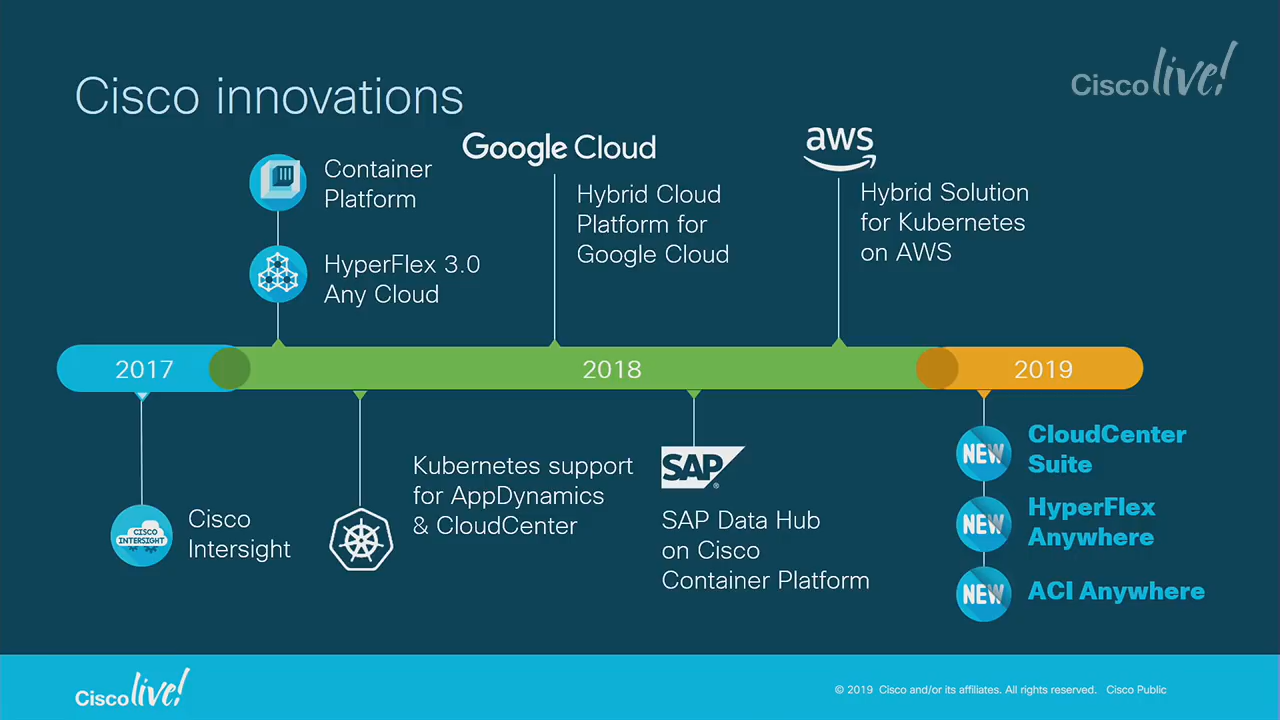 Cisco live!
Cisco innovations
Container
Platform
HyperFlex 3.0
Any Cloud
Google Cloud
Hybrid Cloud
Platform for
Google Cloud
aws
Hybrid Solution
for Kubernetes
on AWS
2017
2018
2019
CISCO
INTERSIGHT
Cisco
Intersight
Kubernetes support
for AppDynamics
& CloudCenter
SAP®
SAP Data Hub
on Cisco
Container Platform
NEW
CloudCenter
Suite
NEW
HyperFlex
Anywhere
NEW
ACI Anywhere
Cisco live!
© 2019 Cisco and/or its affiliates. All rights reserved. Cisco Public